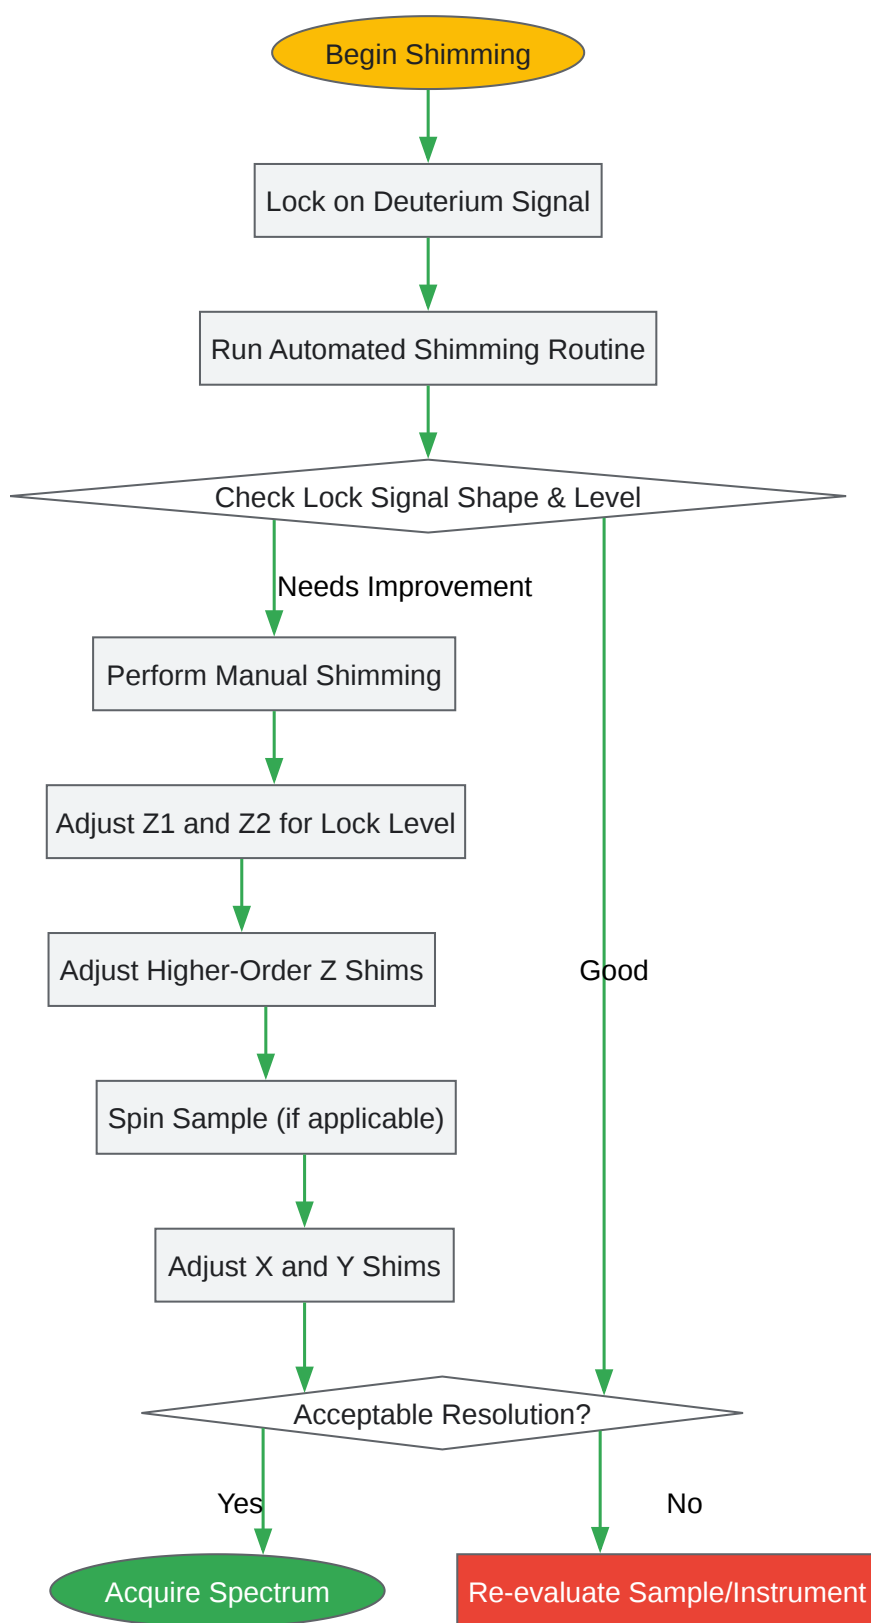 Begin Shimming
Lock on Deuterium Signal
Run Automated Shimming Routine
Check Lock Signal Shape & Level
Needs Improvement
Perform Manual Shimming
Adjust Z1 and Z2 for Lock Level
Adjust Higher-Order Z Shims
Good
Spin Sample (if applicable)
Adjust X and Y Shims
Acceptable Resolution?
Yes
No
Acquire Spectrum
Re-evaluate Sample/Instrument